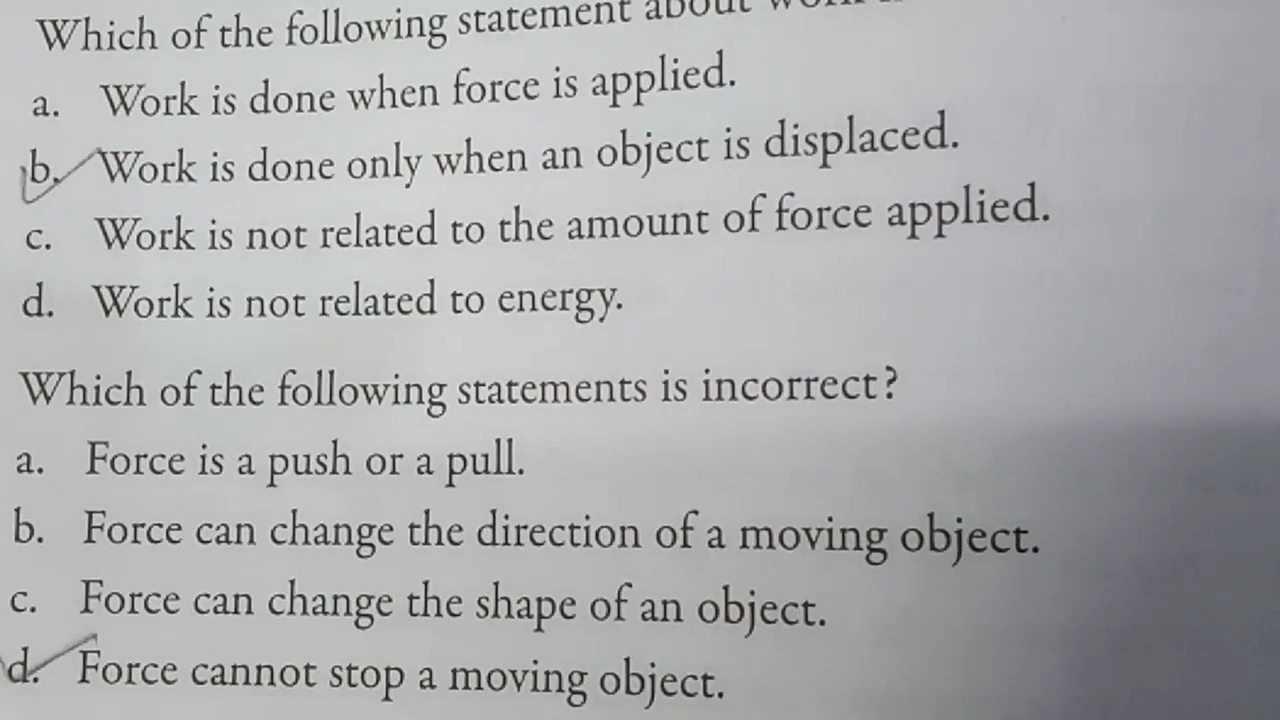 Which of the following statement about
a. Work is done when force is applied.
b. Work is done only when an object is displaced.
c. Work is not related to the amount of force applied.
d. Work is not related to energy.
Which of the following statements is incorrect?
a. Force is a push or a pull.
b. Force can change the direction of a moving object.
c. Force can change the shape of an object.
d. Force cannot stop a moving object.